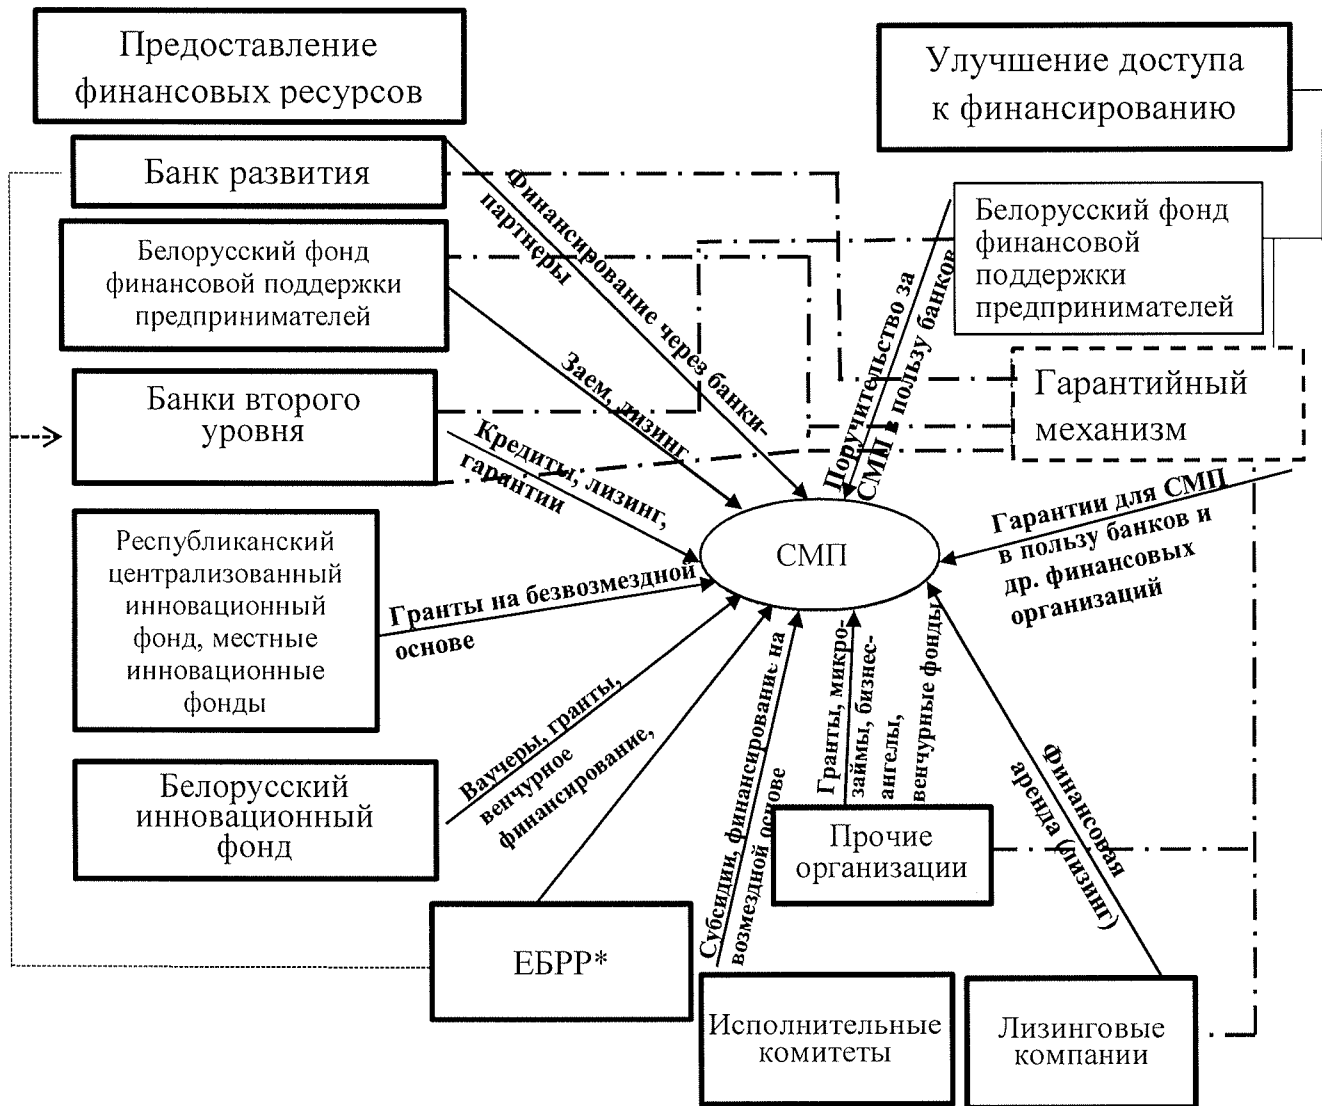 Предоставление
финансовых ресурсов
Улучшение доступа
к финансированию
Банк развития
Белорусский фонд
финансовой поддержки
предпринимателей
Банки второго
уровня
Республиканский
централизованный
инновационный
фонд, местные
инновационные
фонды
Белорусский
инновационный
фонд
ЕБРР*
Исполнительные
комитеты
Лизинговые
компании
Прочие
организации
Белорусский фонд
финансовой
поддержки
предпринимателей
Гарантийный
механизм
СМП
Финансирование через банки-
партнеры
Заем, лизинг
Кредиты, лизинг,
гарантии
Гранты на безвозмездной
основе
Ваучеры, гранты,
венчурное
финансирование,
Субсидии, финансирование на
возмездной основе
Гранты, микро-
займы, бизнес-
ангелы,
венчурные фонды
Финансовая
аренда (лизинг)
Поручительство за
СМП в пользу банков
Гарантии для СМП
в пользу банков и
др. финансовых
организаций